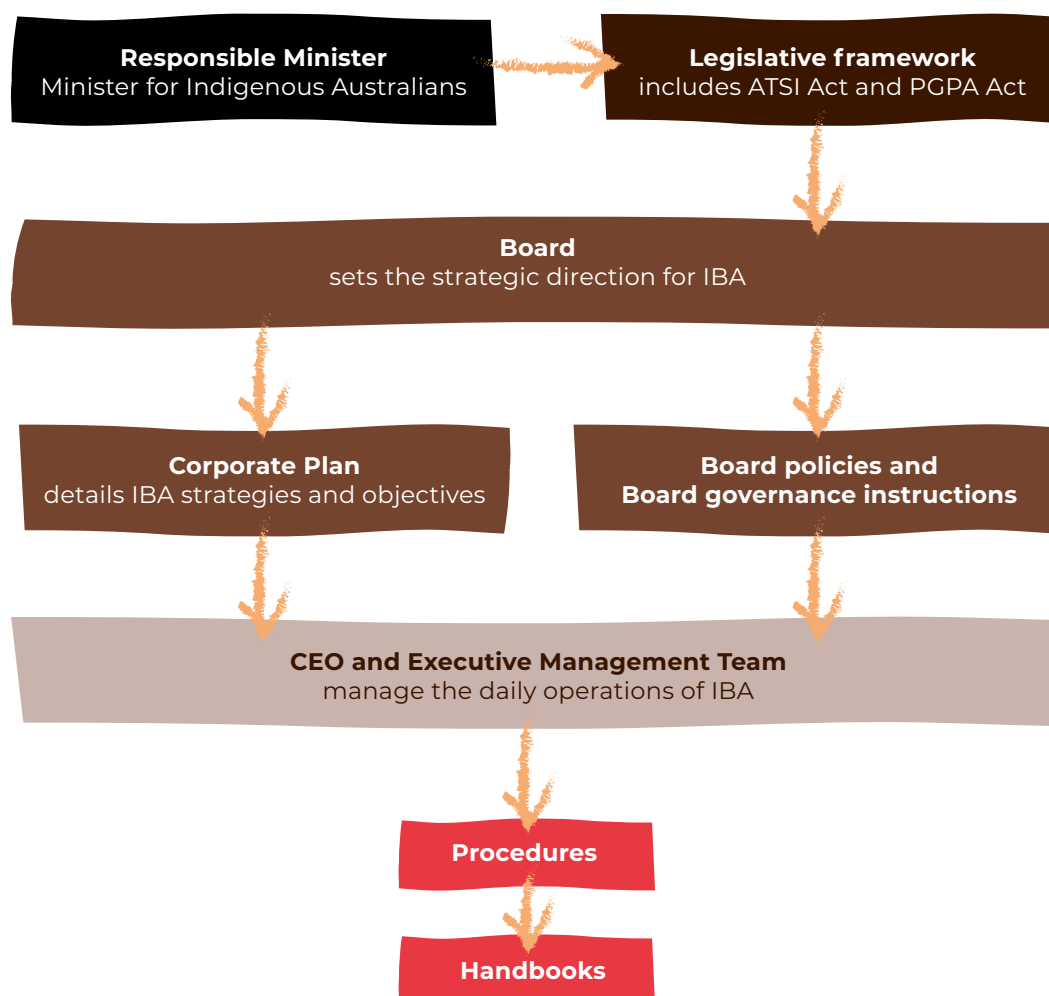 Responsible Minister
Minister for Indigenous Australians
Legislative framework
includes ATSI Act and PGPA Act
Board
sets the strategic direction for IBA
Corporate Plan
details IBA strategies and objectives
Board policies and
Board governance instructions
CEO and Executive Management Team
manage the daily operations of IBA
Procedures
Handbooks